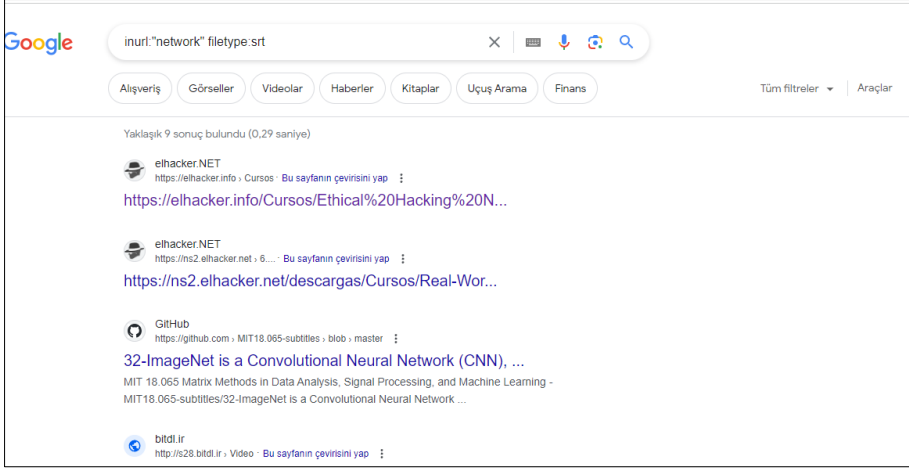 Google
inurl:"network" filetype:srt
Alışveriş Görseller Videolar Haberler Kitaplar Uçuş Arama Finans Tüm filtreler Araçlar
Yaklaşık 9 sonuç bulundu (0,29 saniye)
elhacker.NET
https://elhacker.info › Cursos · Bu sayfanın çevirisini yap
https://elhacker.info/Cursos/Ethical%20Hacking%20N...
elhacker.NET
https://ns2.elhacker.net › 6.... · Bu sayfanın çevirisini yap
https://ns2.elhacker.net/descargas/Cursos/Real-Wor...
GitHub
https://github.com › MIT18.065-subtitles › blob › master
32-ImageNet is a Convolutional Neural Network (CNN), ...
MIT 18.065 Matrix Methods in Data Analysis, Signal Processing, and Machine Learning -
MIT18.065-subtitles/32-ImageNet is a Convolutional Neural Network ...
bitdl.ir
http://s28.bitdl.ir › Video · Bu sayfanın çevirisini yap